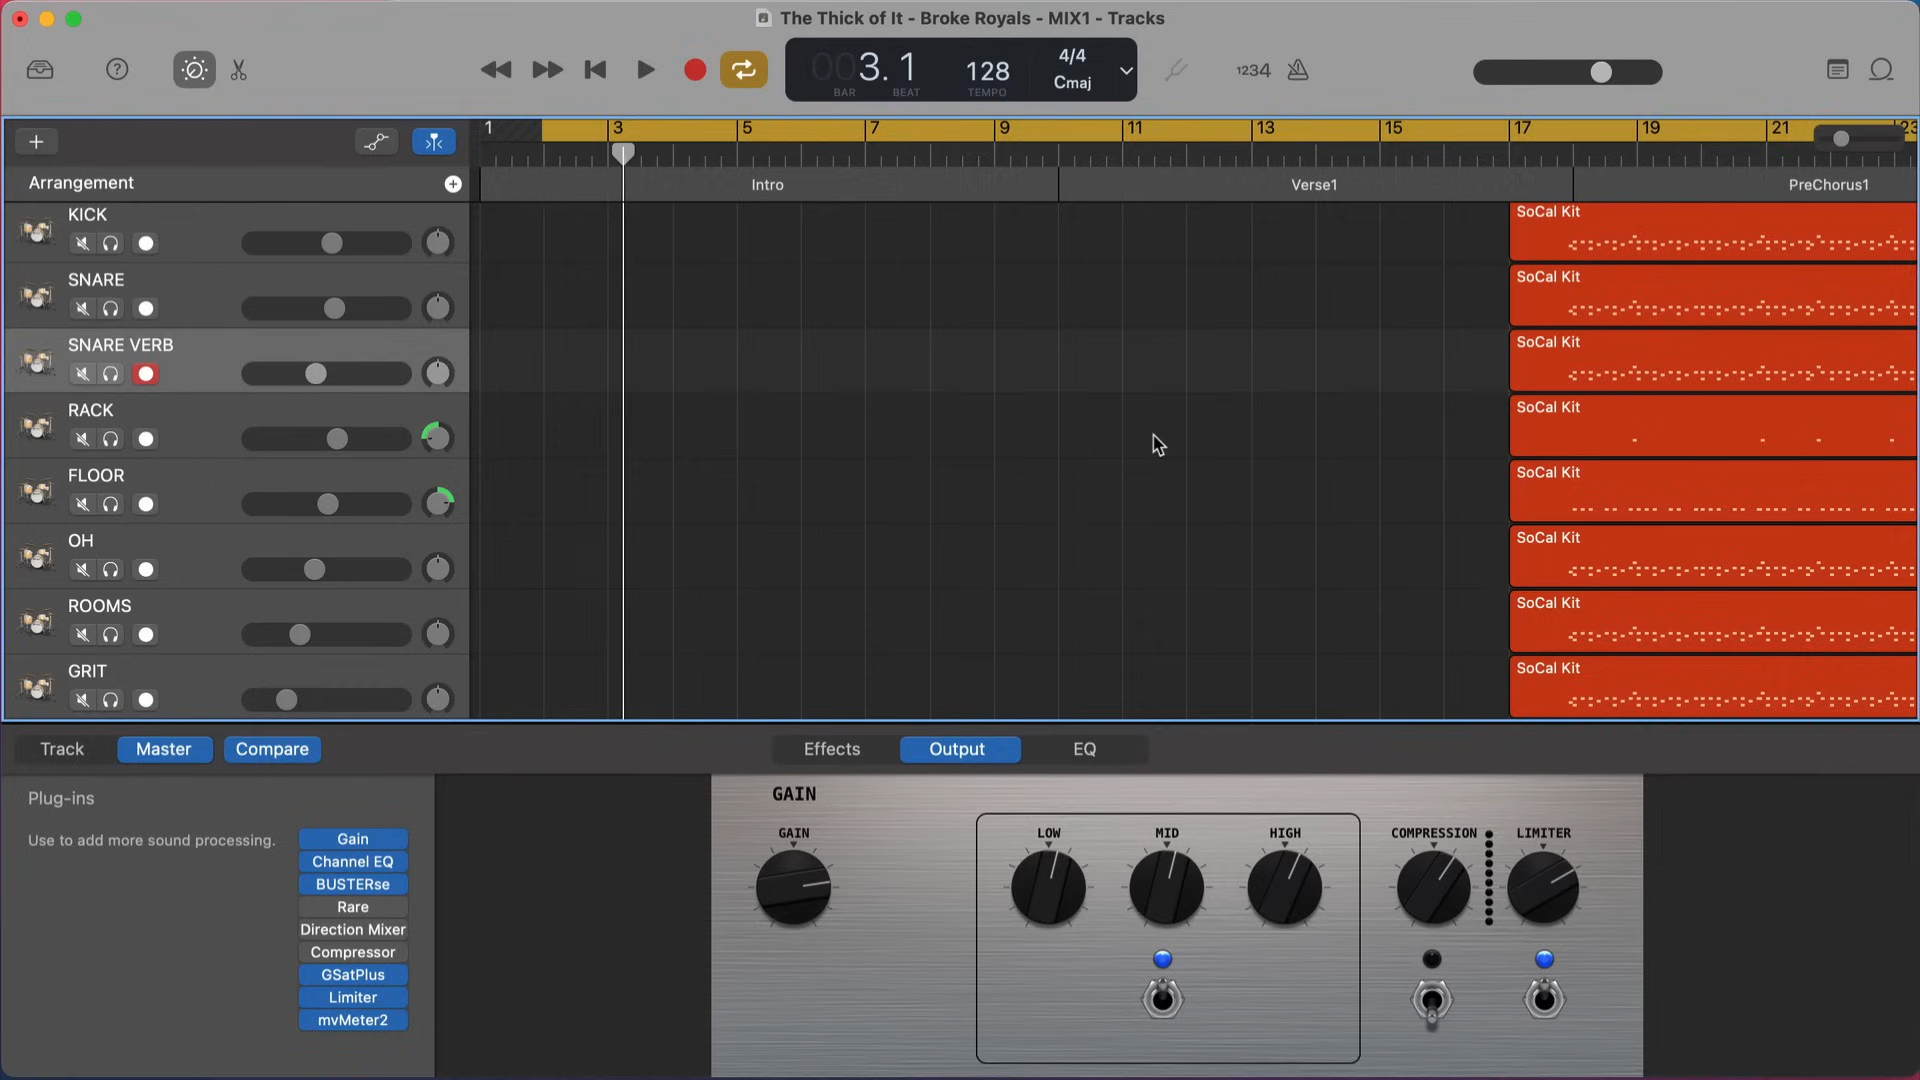 The Thick of It - Broke Royals - MIX1 - Tracks
003. 1
BAR BEAT
128
TEMPO
4/4
Cmaj
1234
1 3 5 7 9 11 13 15 17 19 21 23
Arrangement
Intro Verse1 PreChorus1
KICK
SoCal Kit
SNARE
SoCal Kit
SNARE VERB
SoCal Kit
RACK
SoCal Kit
FLOOR
SoCal Kit
OH
SoCal Kit
ROOMS
SoCal Kit
GRIT
SoCal Kit
Track Master Compare Effects Output EQ
Plug-ins
Use to add more sound processing.
Gain
Channel EQ
BUSTERse
Rare
Direction Mixer
Compressor
GSatPlus
Limiter
mvMeter2
GAIN
GAIN LOW MID HIGH COMPRESSION LIMITER